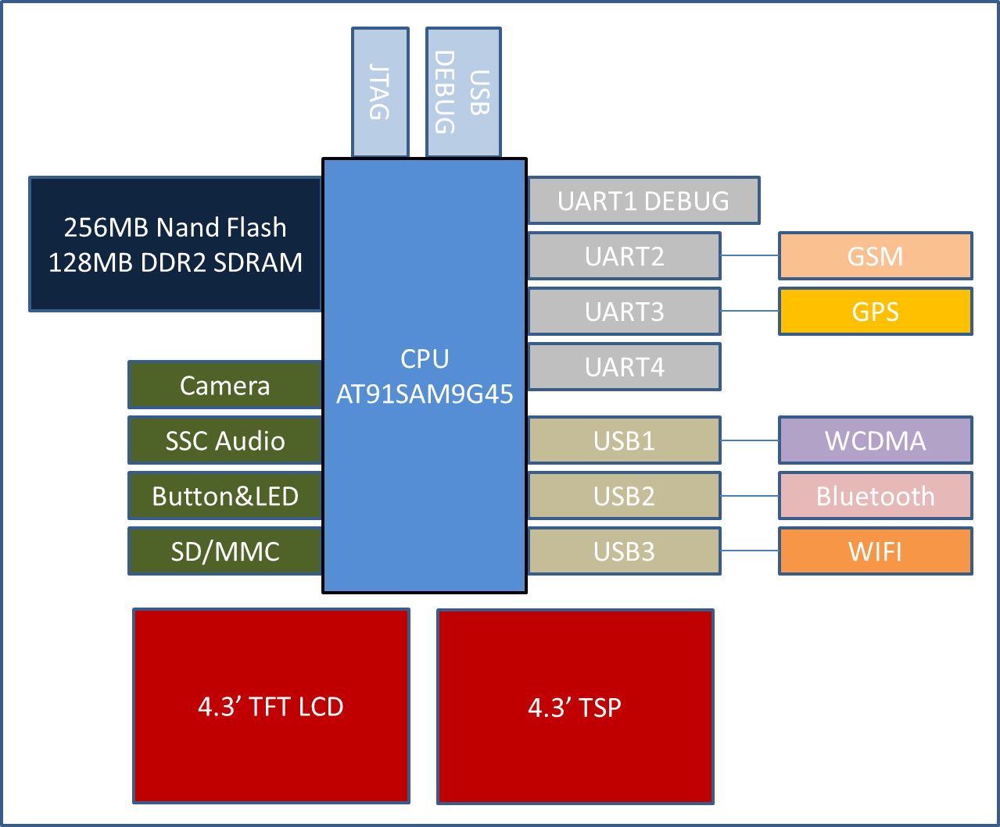 JTAG
USB
DEBUG
256MB Nand Flash
128MB DDR2 SDRAM
UART1 DEBUG
UART2
GSM
UART3
GPS
CPU
AT91SAM9G45
UART4
Camera
SSC Audio
USB1
WCDMA
Button&LED
USB2
Bluetooth
SD/MMC
USB3
WIFI
4.3’ TFT LCD
4.3’ TSP